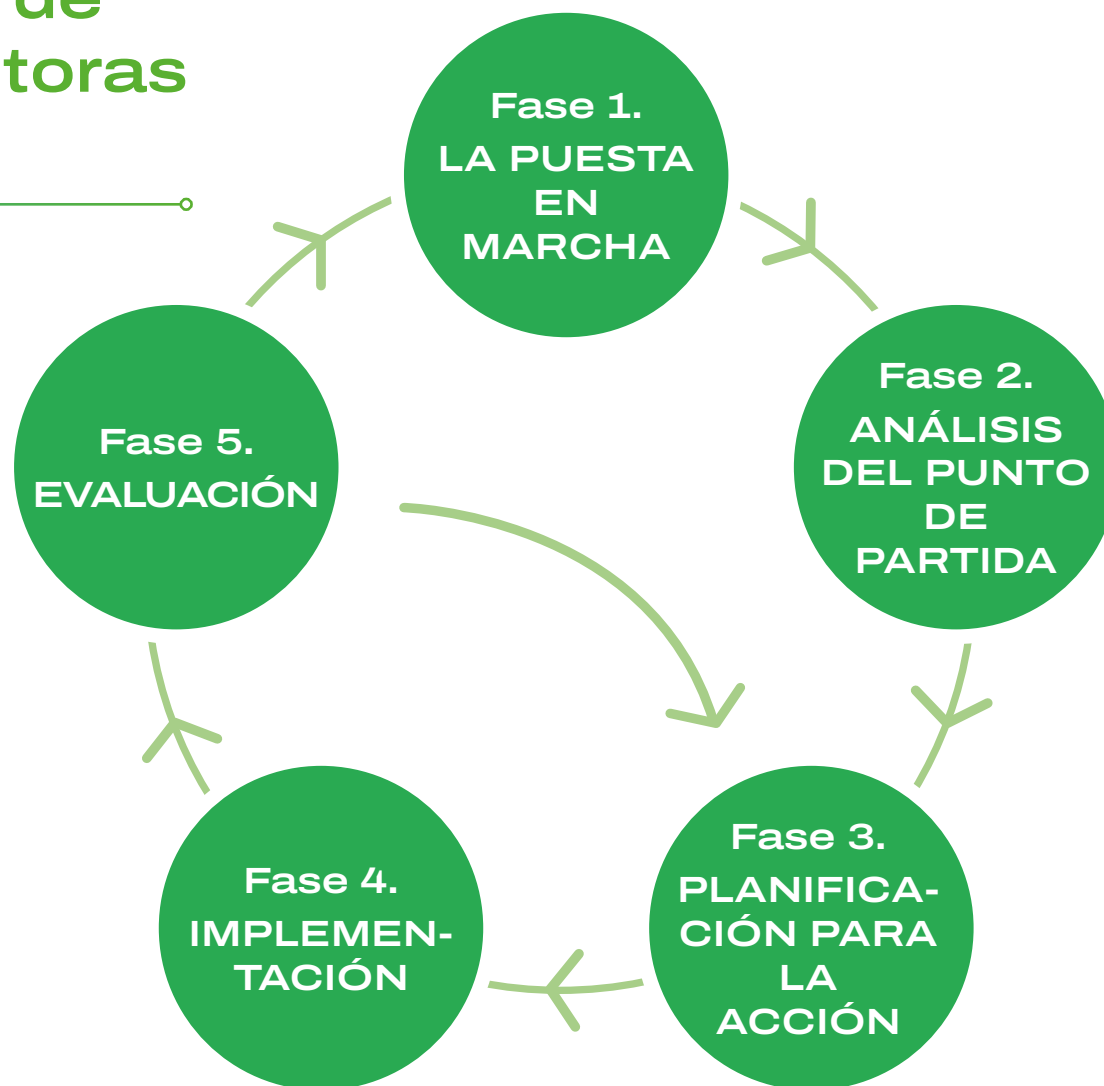 de
toras
Fase 1.
LA PUESTA
EN
MARCHA
Fase 2.
ANÁLISIS
DEL PUNTO
DE
PARTIDA
Fase 3.
PLANIFICA-
CIÓN PARA
LA
ACCIÓN
Fase 4.
IMPLEMEN-
TACIÓN
Fase 5.
EVALUACIÓN